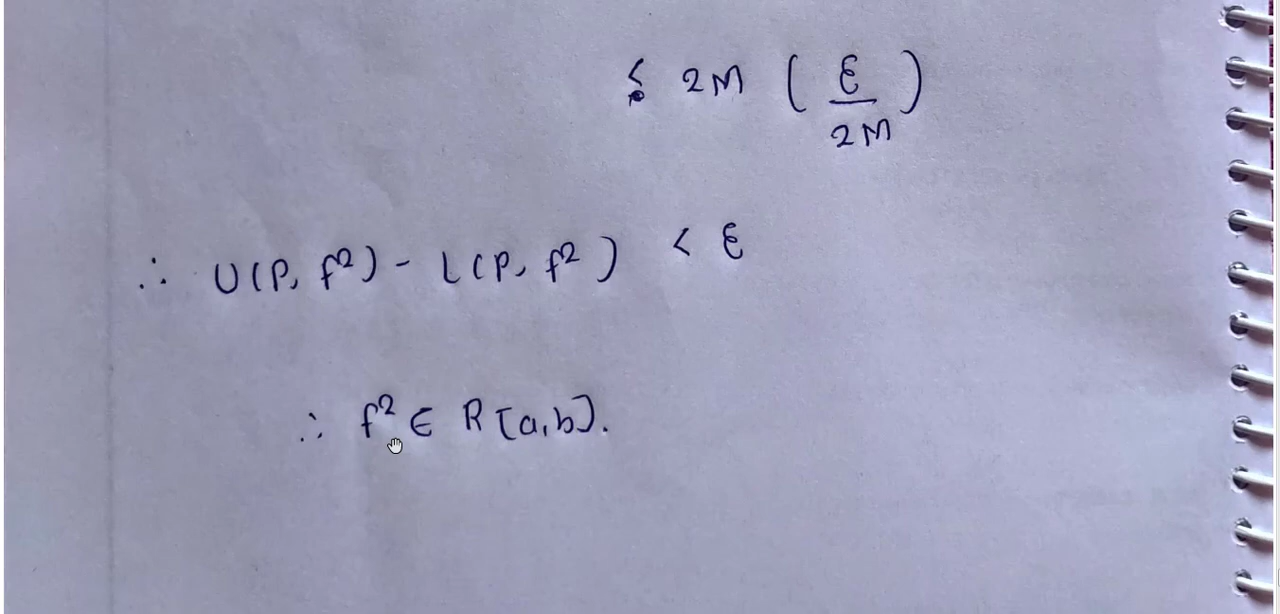 ≤ 2M ( ε / 2M )
∴ U(P, f²) - L(P, f²) < ε
∴ f² ∈ R[a,b].